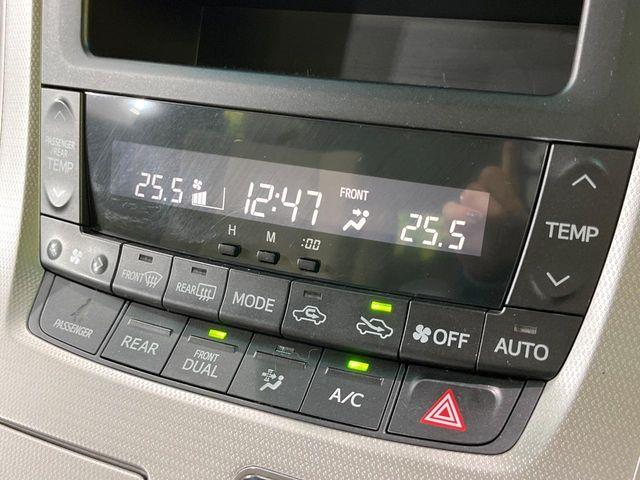 PASSENGER
/REAR
TEMP
25.5 12:47 FRONT 25.5
H M :00
TEMP
FRONT REAR MODE OFF AUTO
PASSENGER REAR FRONT
DUAL A/C